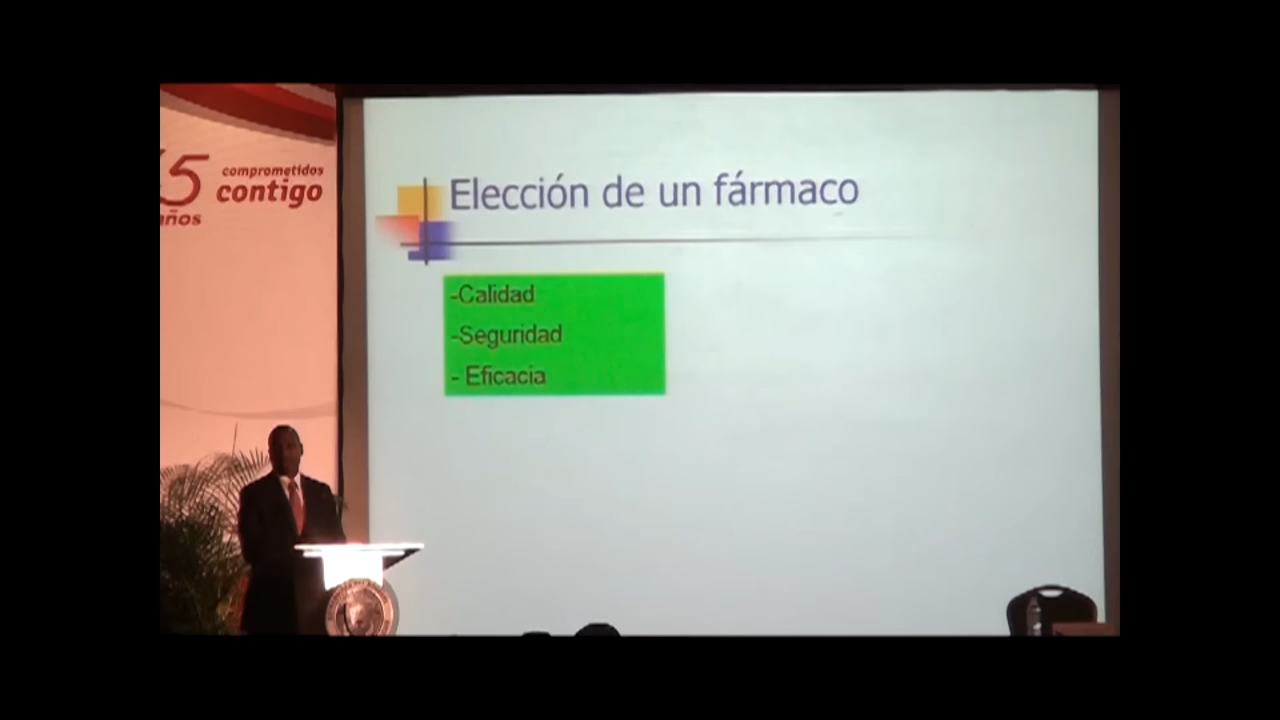 5
años
comprometidos
contigo
Elección de un fármaco
-Calidad
-Seguridad
- Eficacia